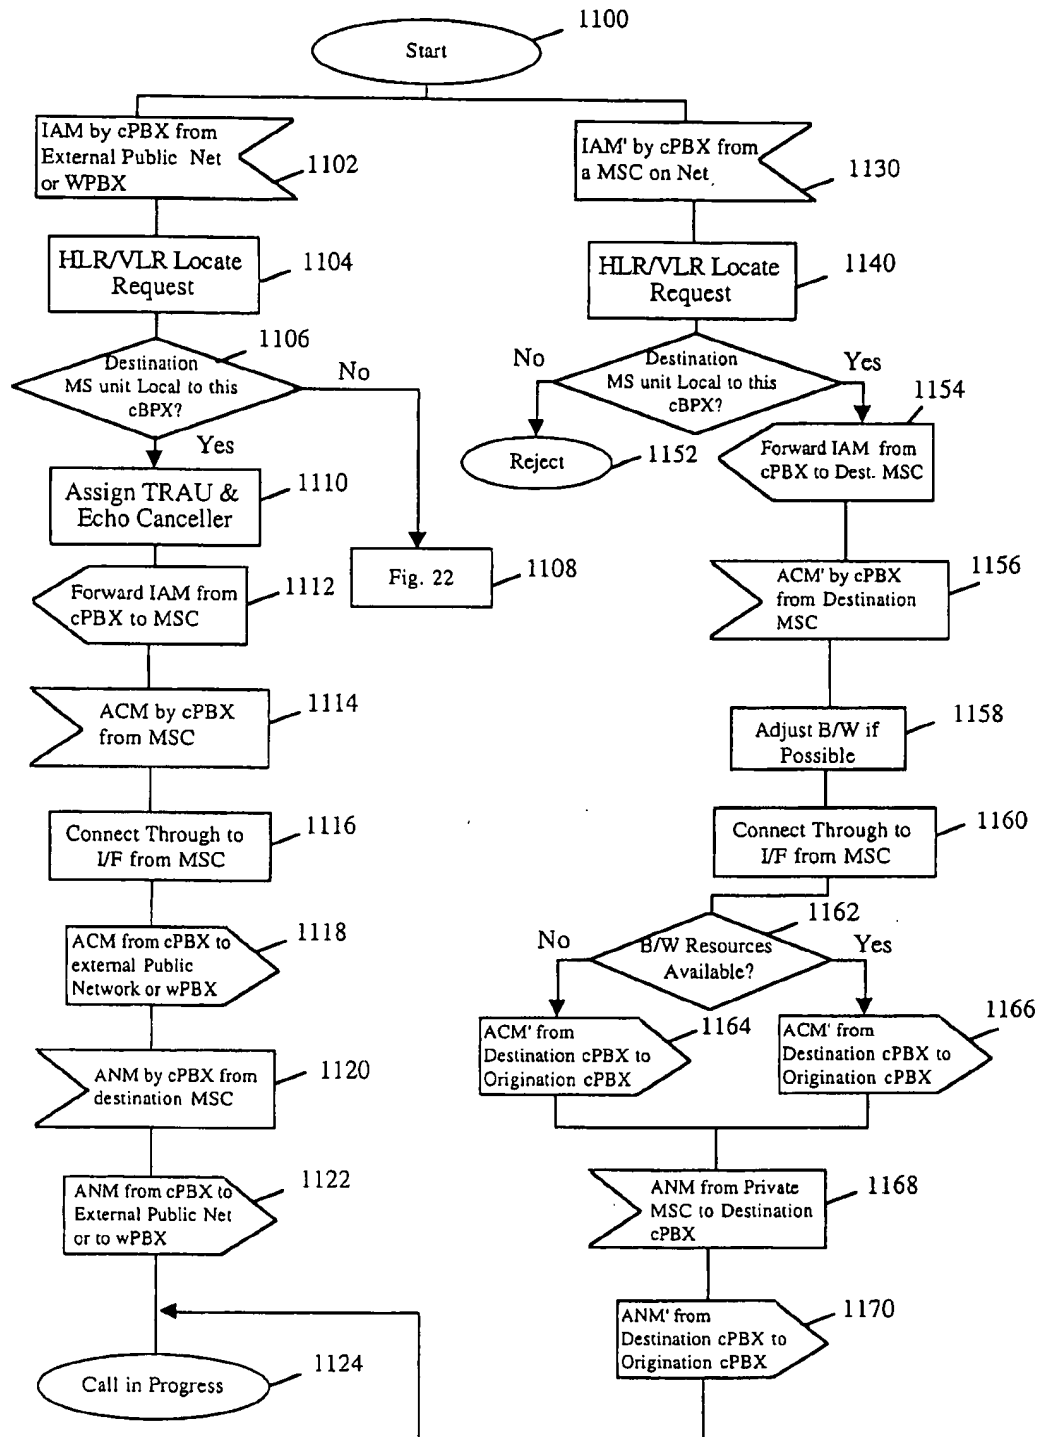 1100
Start
IAM by cPBX from
External Public Net
or WPBX
1102
HLR/VLR Locate
Request
1104
Destination
MS unit Local to this
cBPX?
1106
No
Yes
Assign TRAU &
Echo Canceller
1110
Fig. 22
1108
Forward IAM from
cPBX to MSC
1112
ACM by cPBX
from MSC
1114
Connect Through to
I/F from MSC
1116
ACM from cPBX to
external Public
Network or wPBX
1118
ANM by cPBX from
destination MSC
1120
ANM from cPBX to
External Public Net
or to wPBX
1122
Call in Progress
1124
IAM' by cPBX from
a MSC on Net
1130
HLR/VLR Locate
Request
1140
Destination
MS unit Local to this
cBPX?
No
Yes
Reject
1152
1154
Forward IAM from
cPBX to Dest. MSC
ACM' by cPBX
from Destination
MSC
1156
Adjust B/W if
Possible
1158
Connect Through to
I/F from MSC
1160
B/W Resources
Available?
1162
No
Yes
ACM' from
Destination cPBX to
Origination cPBX
1164
ACM' from
Destination cPBX to
Origination cPBX
1166
ANM from Private
MSC to Destination
cPBX
1168
ANM' from
Destination cPBX to
Origination cPBX
1170